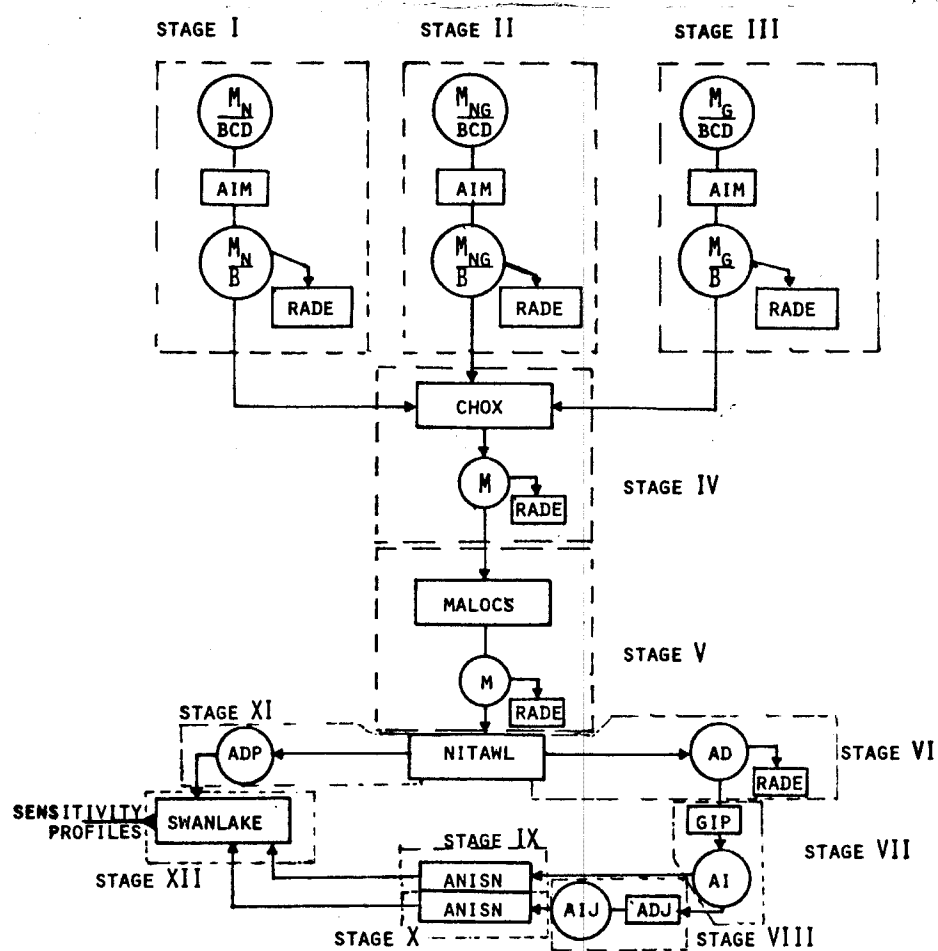 STAGE I
STAGE II
STAGE III
M_N
BCD
M_NG
BCD
M_G
BCD
AIM
AIM
AIM
M_N
B
M_NG
B
M_G
B
RADE
RADE
RADE
CHOX
M
RADE
STAGE IV
MALOCS
M
RADE
STAGE V
STAGE XI
ADP
NITAWL
AD
RADE
STAGE VI
SENSITIVITY
PROFILES
SWANLAKE
GIP
STAGE VII
STAGE IX
STAGE XII
ANISN
AI
ANISN
AIJ
ADJ
STAGE X
STAGE VIII